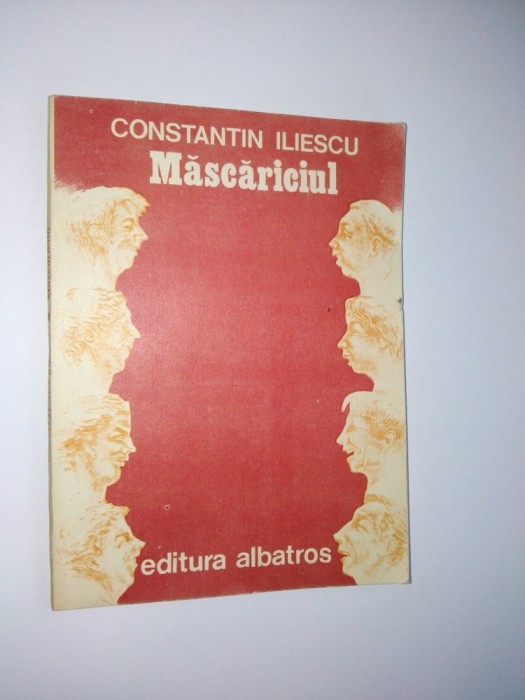 CONSTANTIN ILIESCU
Măscăriciul
editura albatros